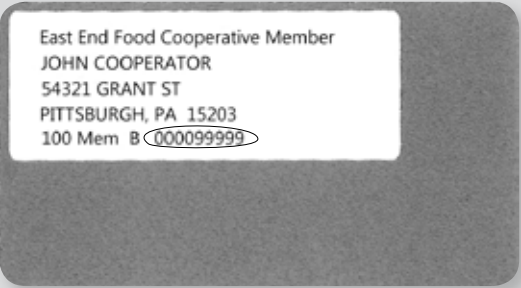 East End Food Cooperative Member
JOHN COOPERATOR
54321 GRANT ST
PITTSBURGH, PA  15203
100 Mem  B 000099999